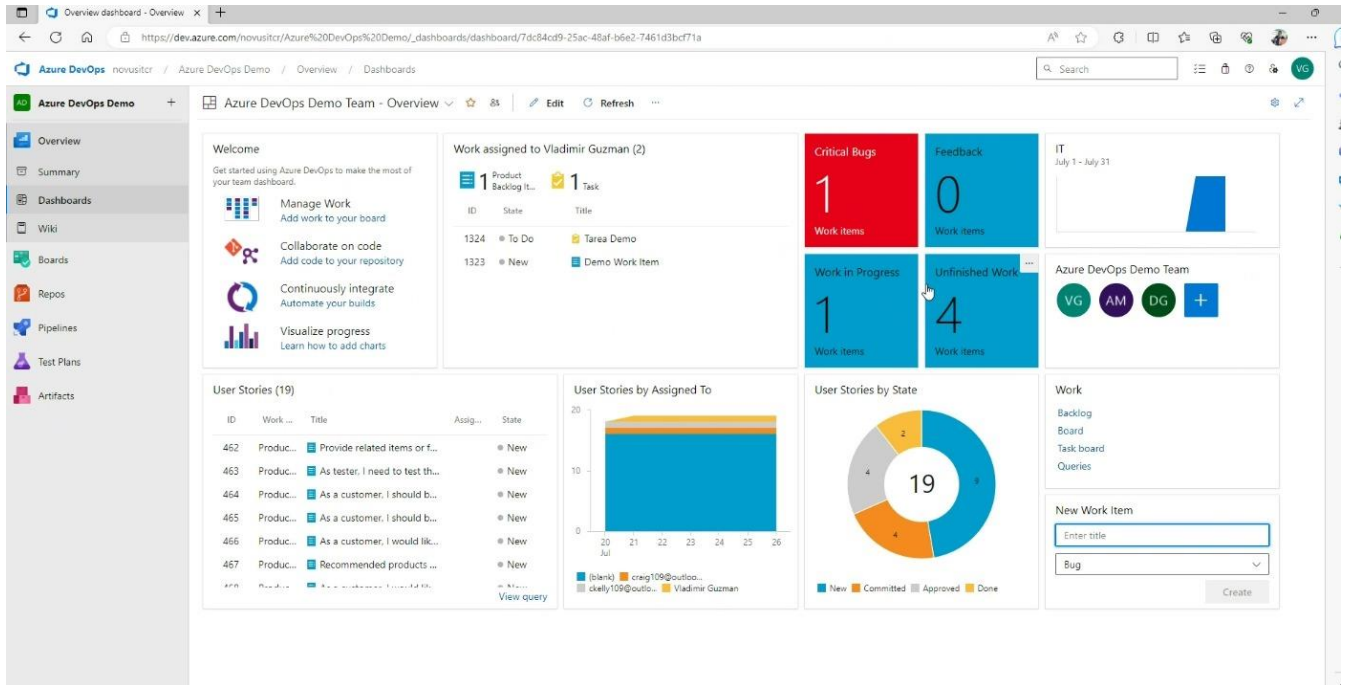 Overview dashboard - Overview
https://dev.azure.com/novusitcr/Azure%20DevOps%20Demo/_dashboards/dashboard/7dc84cd9-25ac-48af-b6e2-7461d3bcf71a
Azure DevOps novusitcr / Azure DevOps Demo / Overview / Dashboards
Search
VG
AD Azure DevOps Demo
Azure DevOps Demo Team - Overview
Edit
Refresh
Overview
Summary
Dashboards
Wiki
Boards
Repos
Pipelines
Test Plans
Artifacts
Welcome
Get started using Azure DevOps to make the most of
your team dashboard.
Manage Work
Add work to your board
Collaborate on code
Add code to your repository
Continuously integrate
Automate your builds
Visualize progress
Learn how to add charts
Work assigned to Vladimir Guzman (2)
1 Product
Backlog It...
1 Task
ID State Title
1324 To Do Tarea Demo
1323 New Demo Work Item
Critical Bugs
1
Work items
Feedback
0
Work items
Work in Progress
1
Work items
Unfinished Work
4
Work items
IT
July 1 - July 31
Azure DevOps Demo Team
VG AM DG
User Stories (19)
ID Work ... Title Assig... State
462 Produc... Provide related items or f... New
463 Produc... As tester, I need to test th... New
464 Produc... As a customer, I should b... New
465 Produc... As a customer, I should b... New
466 Produc... As a customer, I would lik... New
467 Produc... Recommended products ... New
View query
User Stories by Assigned To
20
10
0
20 21 22 23 24 25 26
Jul
(blank) craig109@outloo...
ckelly109@outlo... Vladimir Guzman
User Stories by State
2
4
19
9
4
New Committed Approved Done
Work
Backlog
Board
Task board
Queries
New Work Item
Enter title
Bug
Create